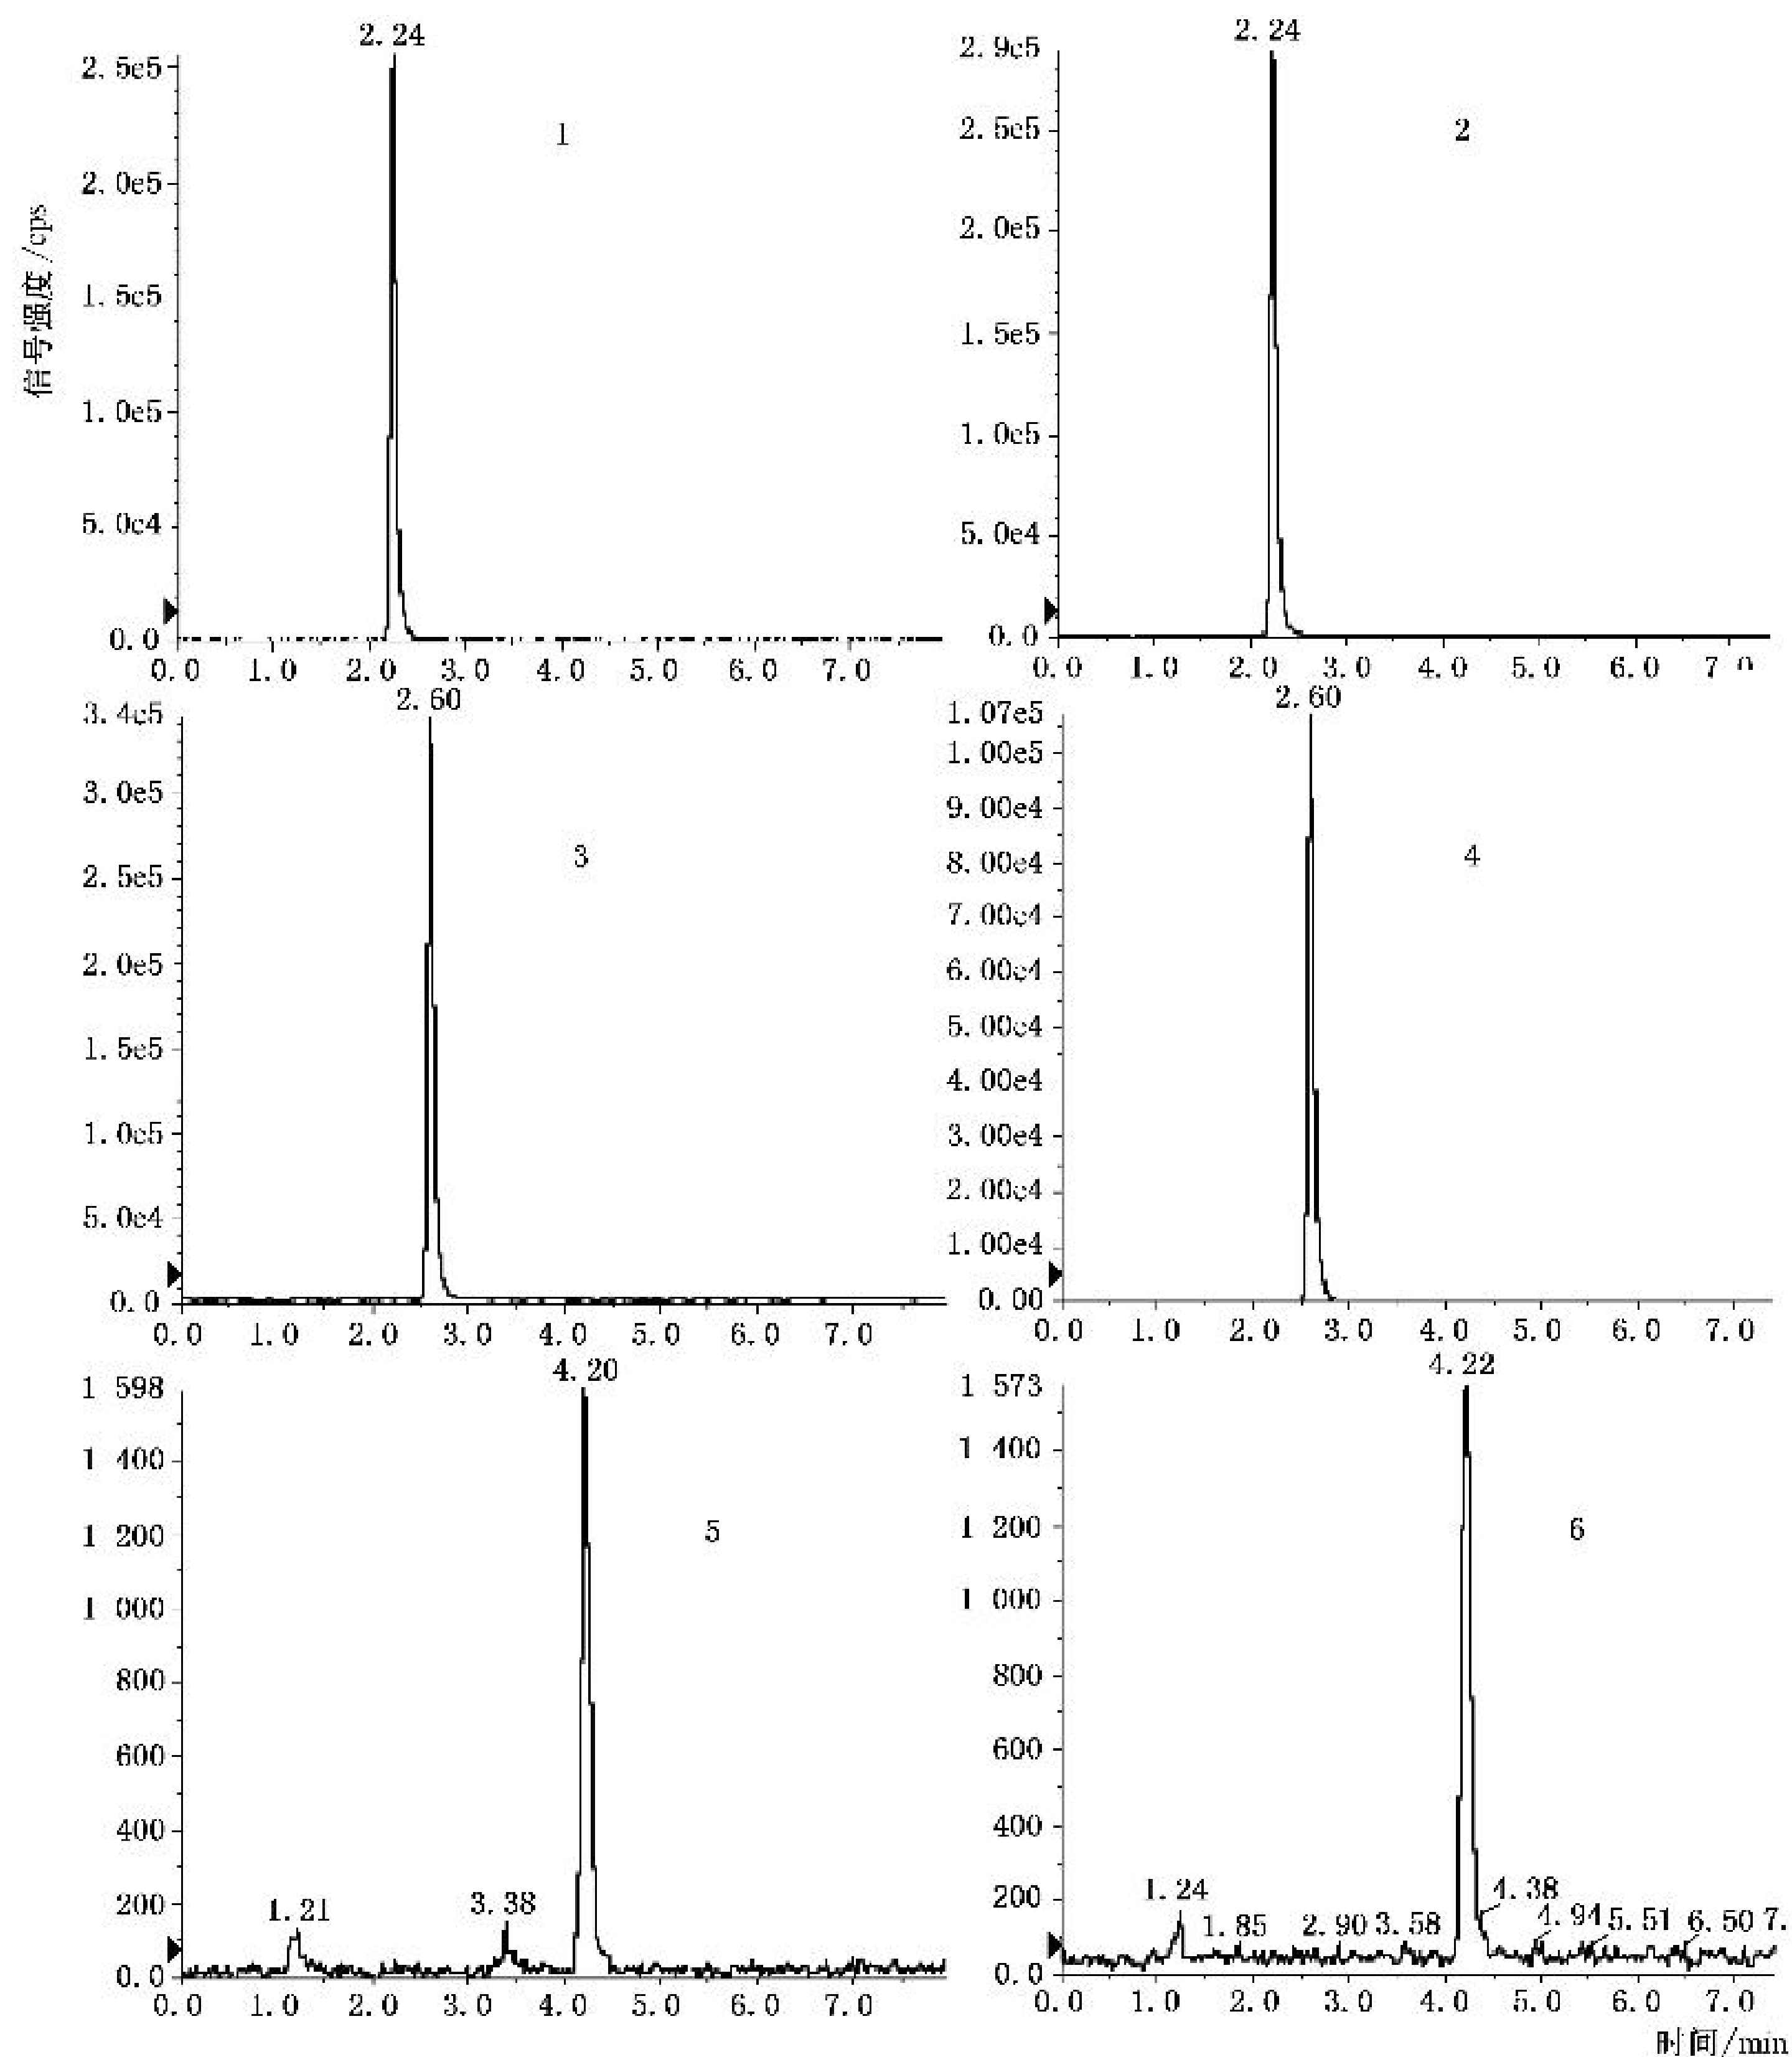 信号强度/cps
2.24
2.5e5
2.0e5
1.5e5
1.0e5
5.0e4
0.0
1
0.0 1.0 2.0 3.0 4.0 5.0 6.0 7.0
2.24
2.9e5
2.5e5
2.0e5
1.5e5
1.0e5
5.0e4
0.0
2
0.0 1.0 2.0 3.0 4.0 5.0 6.0 7.0
2.60
3.4e5
3.0e5
2.5e5
2.0e5
1.5e5
1.0e5
5.0e4
0.0
3
0.0 1.0 2.0 3.0 4.0 5.0 6.0 7.0
2.60
1.07e5
1.00e5
9.00e4
8.00e4
7.00e4
6.00e4
5.00e4
4.00e4
3.00e4
2.00e4
1.00e4
0.00
4
0.0 1.0 2.0 3.0 4.0 5.0 6.0 7.0
4.20
1 598
1 400
1 200
1 000
800
600
400
200
0.0
5
1.21
3.38
0.0 1.0 2.0 3.0 4.0 5.0 6.0 7.0
4.22
1 573
1 400
1 200
1 000
800
600
400
200
0.0
6
1.24
1.85
2.90
3.58
4.38
4.94
5.51
6.50
7.
0.0 1.0 2.0 3.0 4.0 5.0 6.0 7.0
时间/min